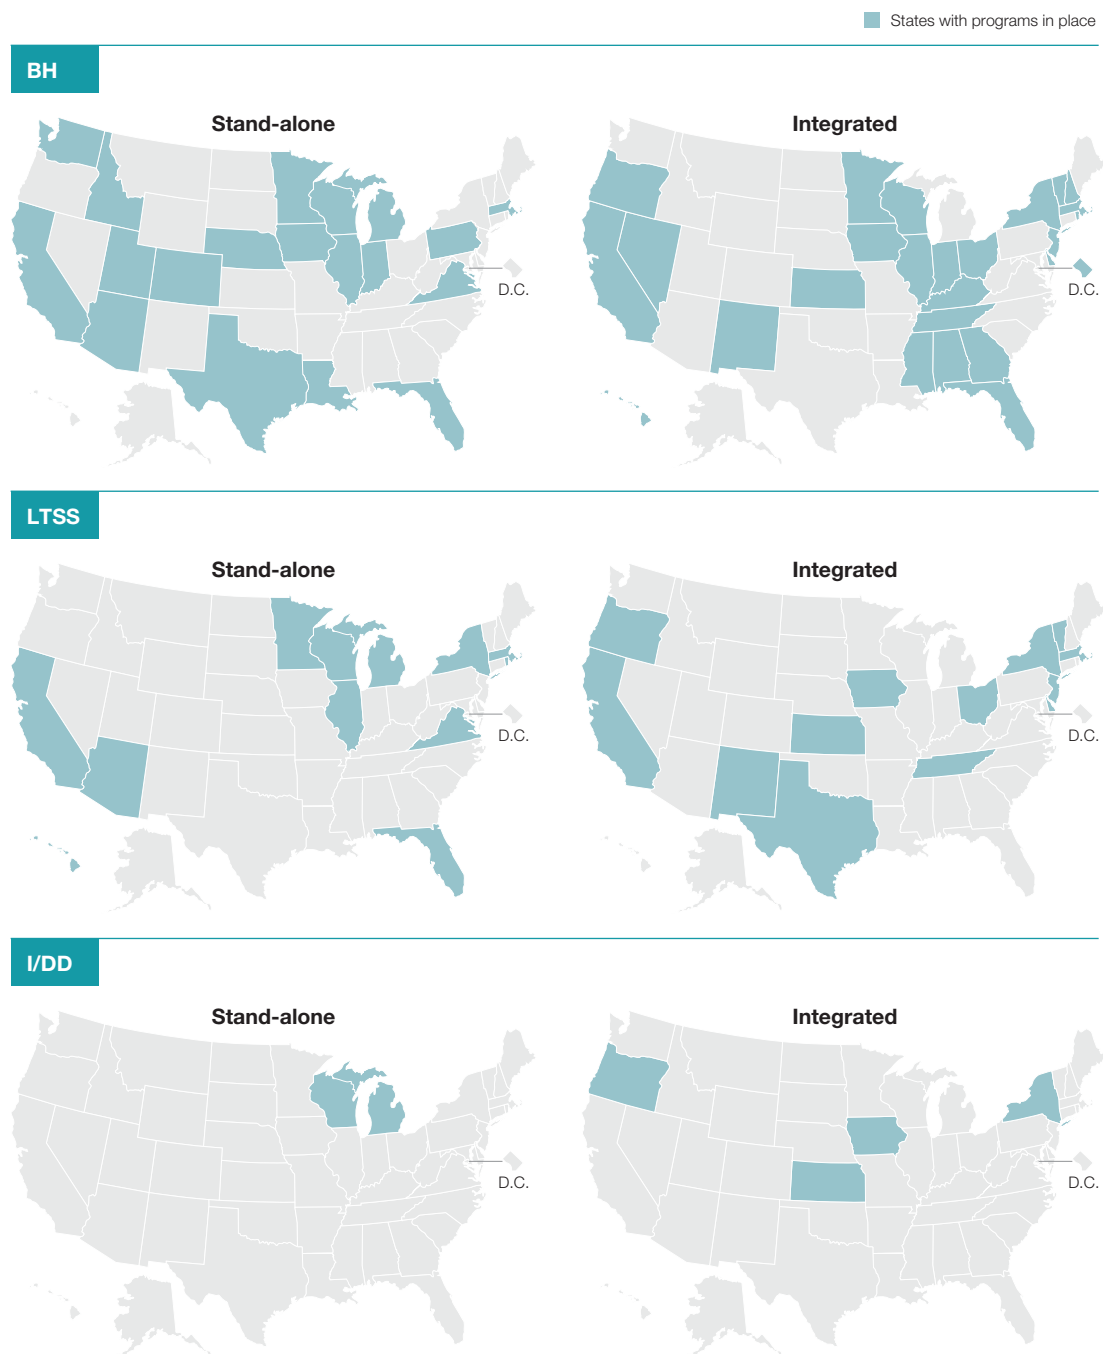 States with programs in place
BH
Stand-alone
Integrated
D.C.
D.C.
LTSS
Stand-alone
Integrated
D.C.
D.C.
I/DD
Stand-alone
Integrated
D.C.
D.C.